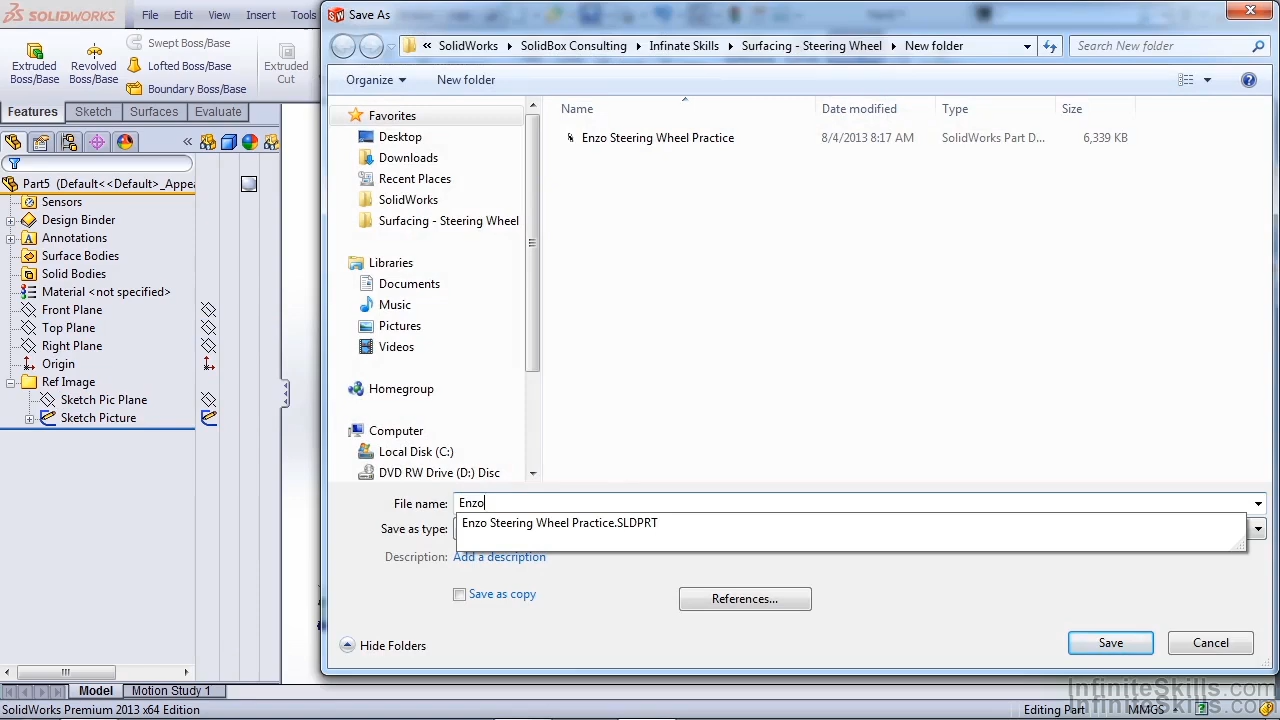 SOLIDWORKS File Edit View Insert Tools
Save As
SolidWorks SolidBox Consulting Infinate Skills Surfacing - Steering Wheel New folder
Search New folder
Extruded Boss/Base
Revolved Boss/Base
Swept Boss/Base
Lofted Boss/Base
Boundary Boss/Base
Extruded Cut
Organize New folder
Features Sketch Surfaces Evaluate
Part5 (Default<<Default>_Appea
Sensors
Design Binder
Annotations
Surface Bodies
Solid Bodies
Material <not specified>
Front Plane
Top Plane
Right Plane
Origin
Ref Image
Sketch Pic Plane
Sketch Picture
Favorites
Desktop
Downloads
Recent Places
SolidWorks
Surfacing - Steering Wheel
Libraries
Documents
Music
Pictures
Videos
Homegroup
Computer
Local Disk (C:)
DVD RW Drive (D:) Disc
Name Date modified Type Size
Enzo Steering Wheel Practice 8/4/2013 8:17 AM SolidWorks Part D... 6,339 KB
File name: Enzo
Enzo Steering Wheel Practice.SLDPRT
Save as type:
Description: Add a description
Save as copy
References...
Hide Folders
Save Cancel
Model Motion Study 1
SolidWorks Premium 2013 x64 Edition
Editing Part MMGS
InfiniteSkills.com
InfiniteSkills.com